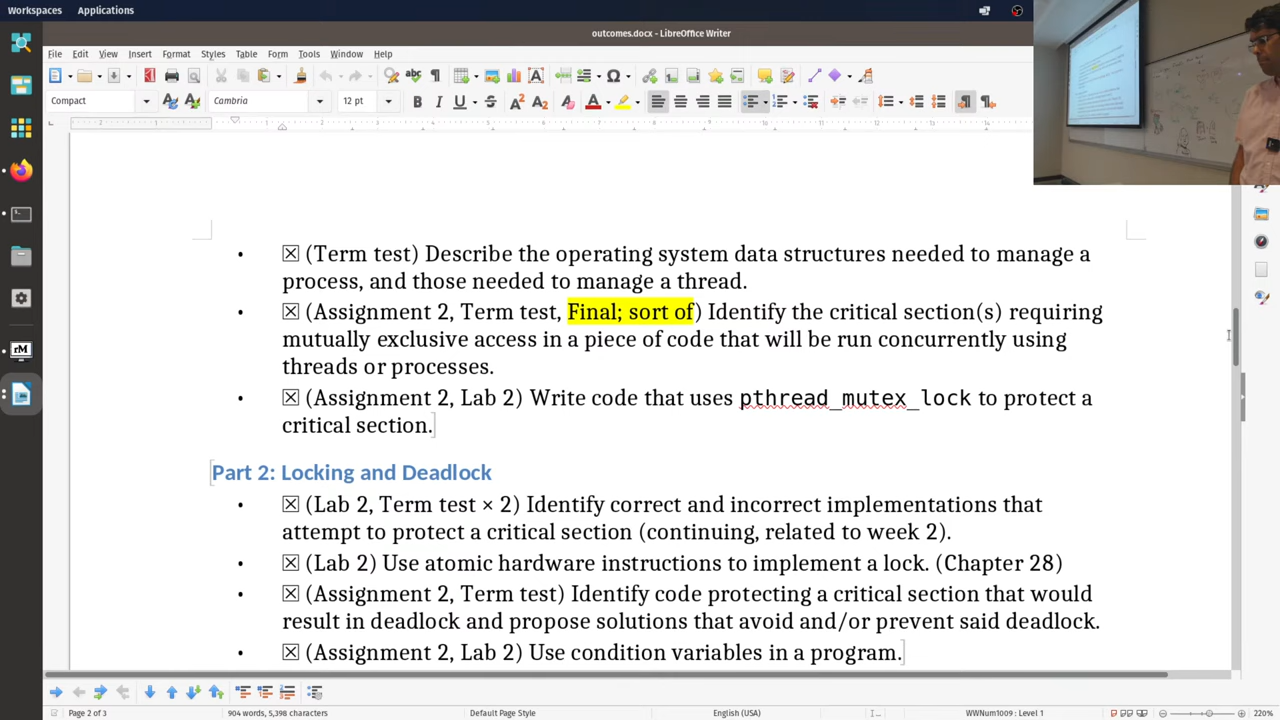 Workspaces Applications
outcomes.docx - LibreOffice Writer
File Edit View Insert Format Styles Table Form Tools Window Help
Compact Cambria 12 pt
• ☒ (Term test) Describe the operating system data structures needed to manage a
process, and those needed to manage a thread.
• ☒ (Assignment 2, Term test, Final; sort of) Identify the critical section(s) requiring
mutually exclusive access in a piece of code that will be run concurrently using
threads or processes.
• ☒ (Assignment 2, Lab 2) Write code that uses pthread_mutex_lock to protect a
critical section.
Part 2: Locking and Deadlock
• ☒ (Lab 2, Term test × 2) Identify correct and incorrect implementations that
attempt to protect a critical section (continuing, related to week 2).
• ☒ (Lab 2) Use atomic hardware instructions to implement a lock. (Chapter 28)
• ☒ (Assignment 2, Term test) Identify code protecting a critical section that would
result in deadlock and propose solutions that avoid and/or prevent said deadlock.
• ☒ (Assignment 2, Lab 2) Use condition variables in a program.
Page 2 of 3 904 words, 5,398 characters Default Page Style English (USA) WWNum1009 : Level 1 220%